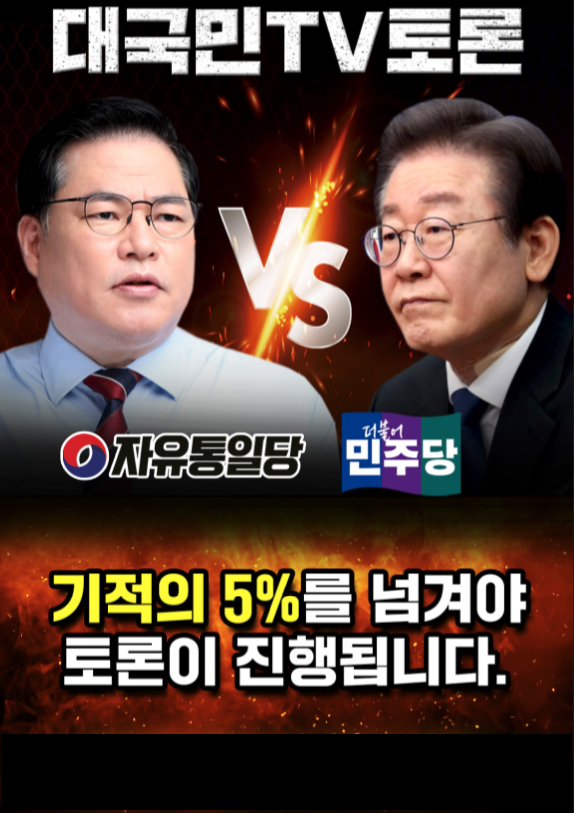 대국민TV토론
VS
자유통일당
더불어
민주당
기적의 5%를 넘겨야
토론이 진행됩니다.